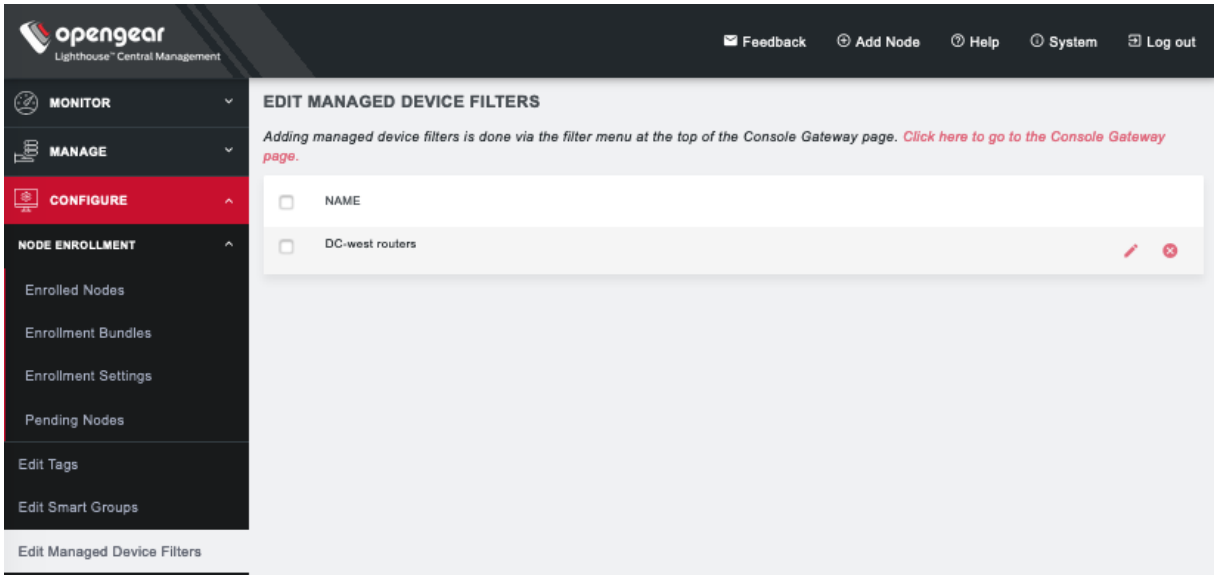 opengear
Lighthouse™ Central Management
Feedback
Add Node
Help
System
Log out
MONITOR
MANAGE
CONFIGURE
NODE ENROLLMENT
Enrolled Nodes
Enrollment Bundles
Enrollment Settings
Pending Nodes
Edit Tags
Edit Smart Groups
Edit Managed Device Filters
EDIT MANAGED DEVICE FILTERS
Adding managed device filters is done via the filter menu at the top of the Console Gateway page. Click here to go to the Console Gateway
page.
NAME
DC-west routers